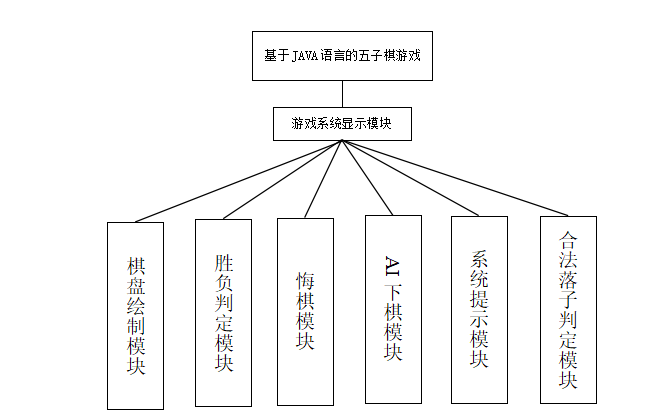 基于JAVA语言的五子棋游戏
游戏系统显示模块
棋盘绘制模块
胜负判定模块
悔棋模块
AI下棋模块
系统提示模块
合法落子判定模块